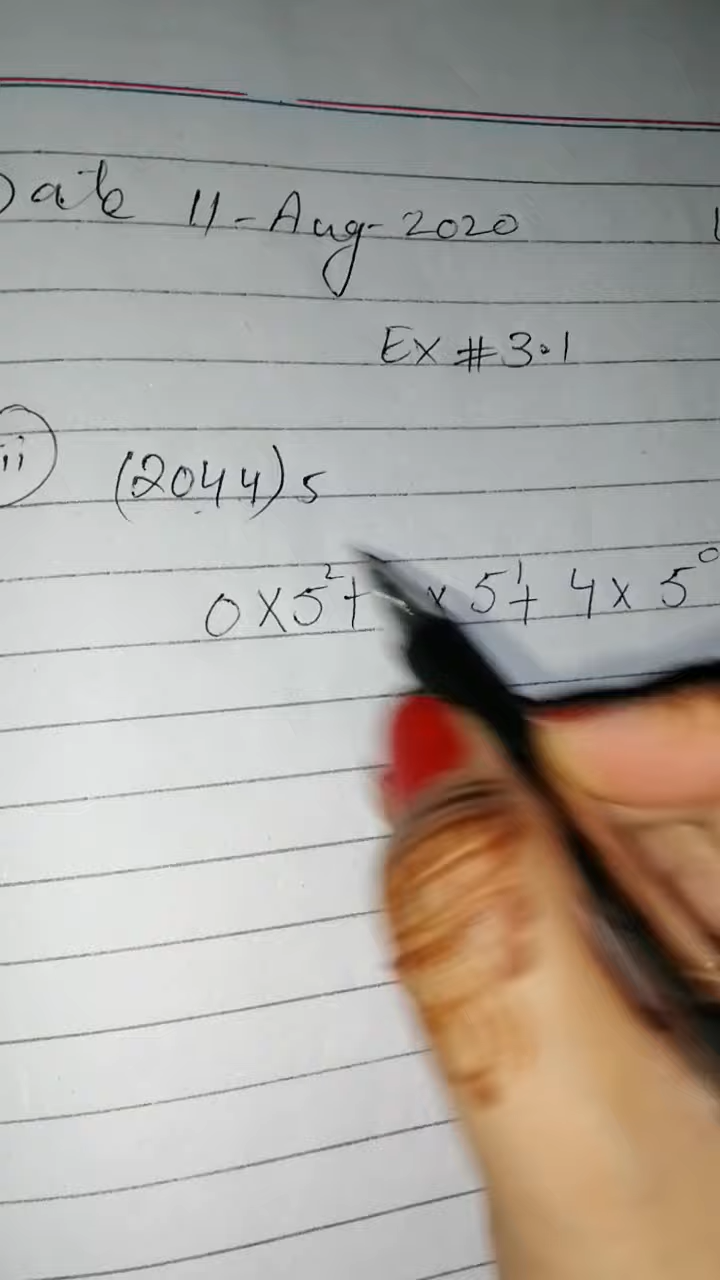 Date 11-Aug-2020
Ex #3.1
ii (2044)5
0 x 5² + x 5¹ + 4 x 5⁰